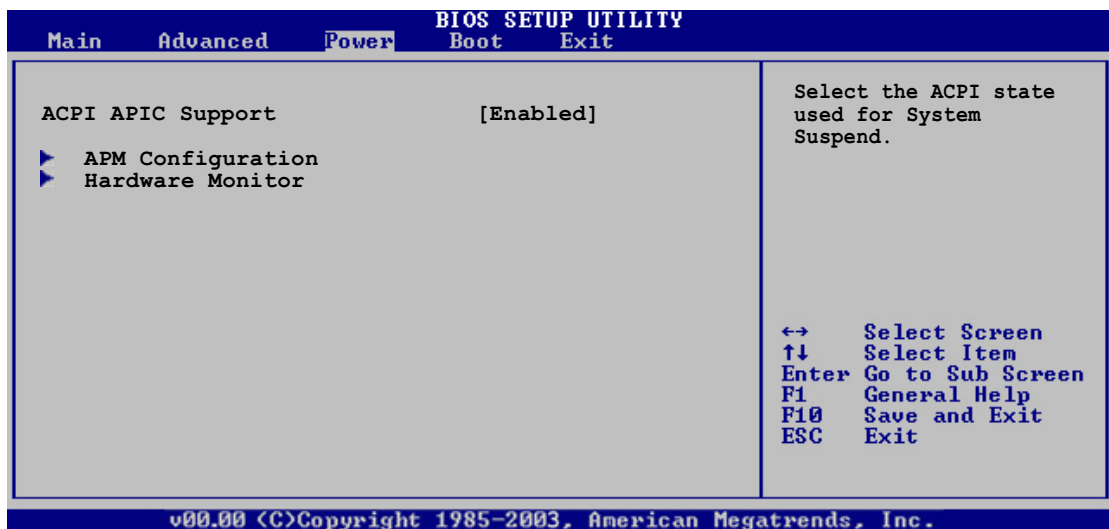 BIOS SETUP UTILITY
Main Advanced Power Boot Exit
ACPI APIC Support [Enabled]
APM Configuration
Hardware Monitor
Select the ACPI state
used for System
Suspend.
←→ Select Screen
↑↓ Select Item
Enter Go to Sub Screen
F1 General Help
F10 Save and Exit
ESC Exit
v00.00 (C)Copyright 1985-2003, American Megatrends, Inc.